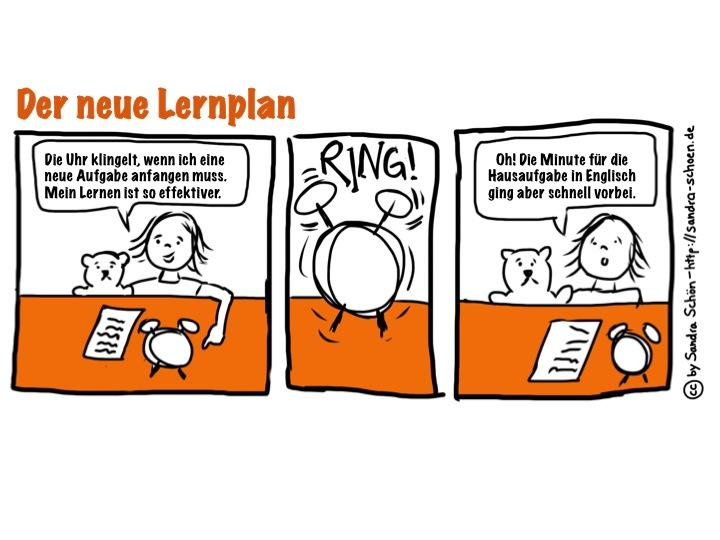 Der neue Lernplan
Die Uhr klingelt, wenn ich eine
neue Aufgabe anfangen muss.
Mein Lernen ist so effektiver.
RING!
Oh! Die Minute für die
Hausaufgabe in Englisch
ging aber schnell vorbei.
cc by Sandra Schön - http://sandra-schoen.de